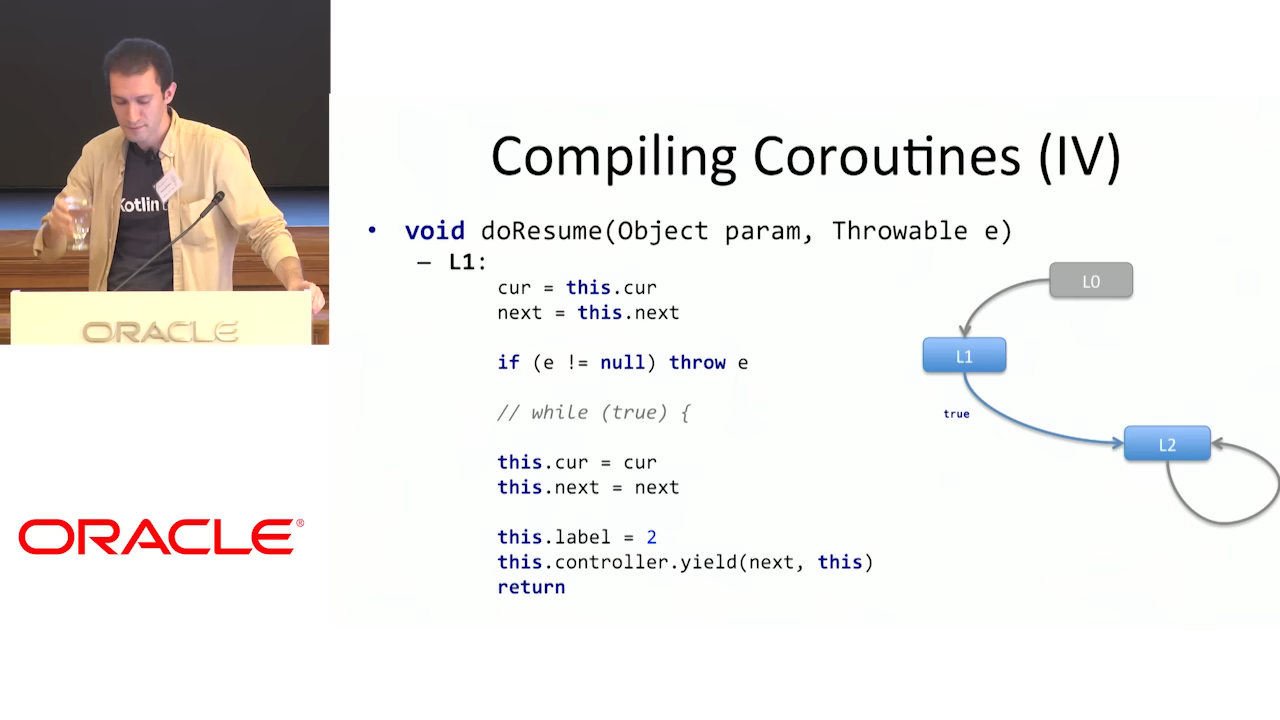 Kotlin
ORACLE
ORACLE®
Compiling Coroutines (IV)
• void doResume(Object param, Throwable e)
– L1:
cur = this.cur
next = this.next
if (e != null) throw e
// while (true) {
this.cur = cur
this.next = next
this.label = 2
this.controller.yield(next, this)
return
L0
L1
true
L2